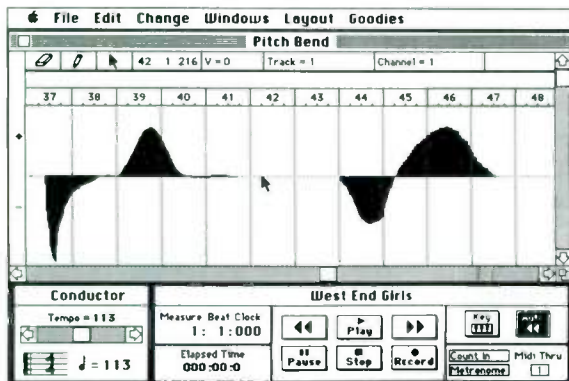 File Edit Change Windows Layout Goodies
Pitch Bend
42 1 216 V = 0 Track = 1 Channel = 1
37 38 39 40 41 42 43 44 45 46 47 48
+
−
Conductor
Tempo = 113
♩ = 113
West End Girls
Measure Beat Clock
1: 1:000
Elapsed Time
000:00:0
Play
Pause Stop Record
Key Auto
Count In Midi Thru
Metronome 1